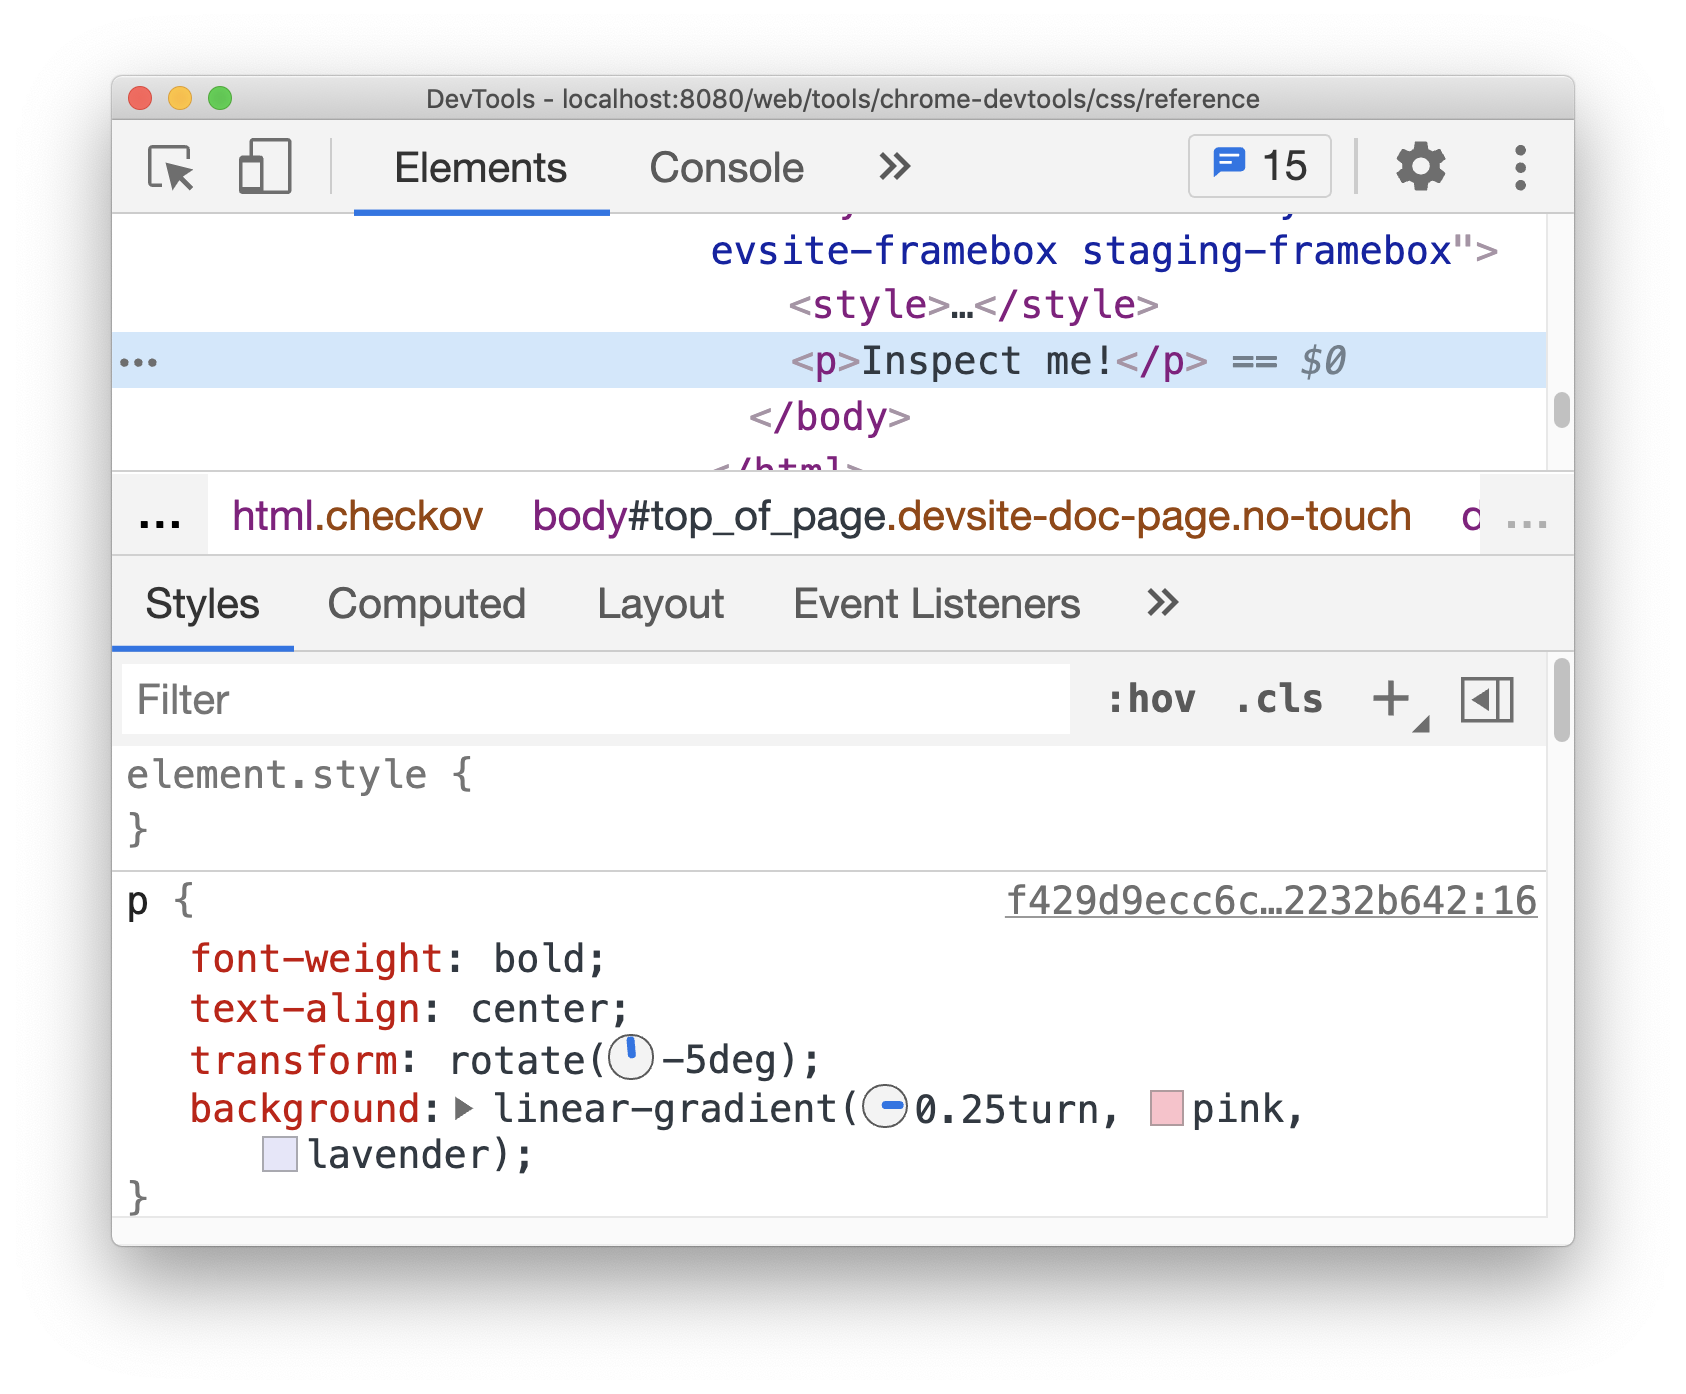 DevTools - localhost:8080/web/tools/chrome-devtools/css/reference
Elements Console » 15
evsite-framebox staging-framebox">
<style>…</style>
… <p>Inspect me!</p> == $0
</body>
</html>
... html.checkov body#top_of_page.devsite-doc-page.no-touch ...
Styles Computed Layout Event Listeners »
Filter :hov .cls +
element.style {
}
p { f429d9ecc6c…2232b642:16
font-weight: bold;
text-align: center;
transform: rotate(-5deg);
background: linear-gradient(0.25turn, pink,
lavender);
}